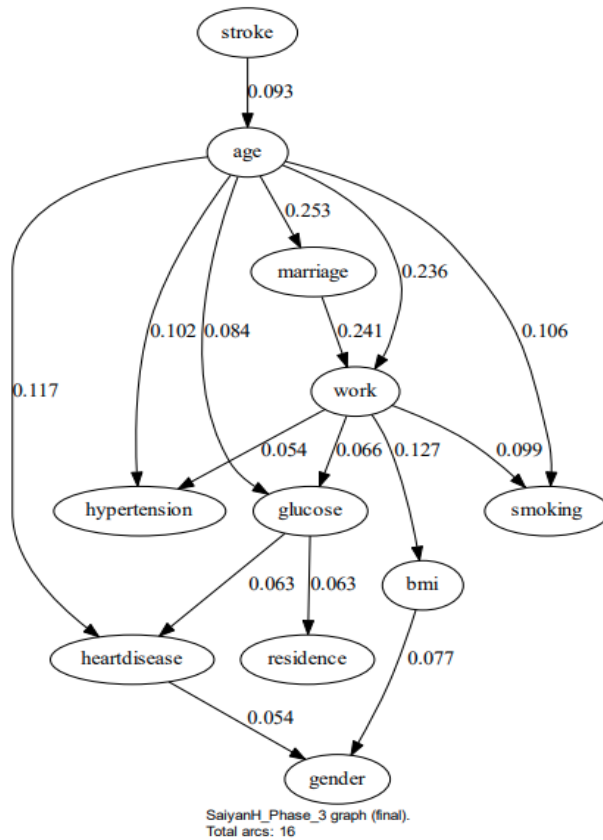 stroke
0.093
age
0.253
marriage
0.236
0.102
0.084
0.241
0.106
0.117
work
0.054
0.066
0.127
0.099
hypertension
glucose
smoking
0.063
0.063
bmi
heartdisease
residence
0.077
0.054
gender
SaiyanH_Phase_3 graph (final).
Total arcs: 16